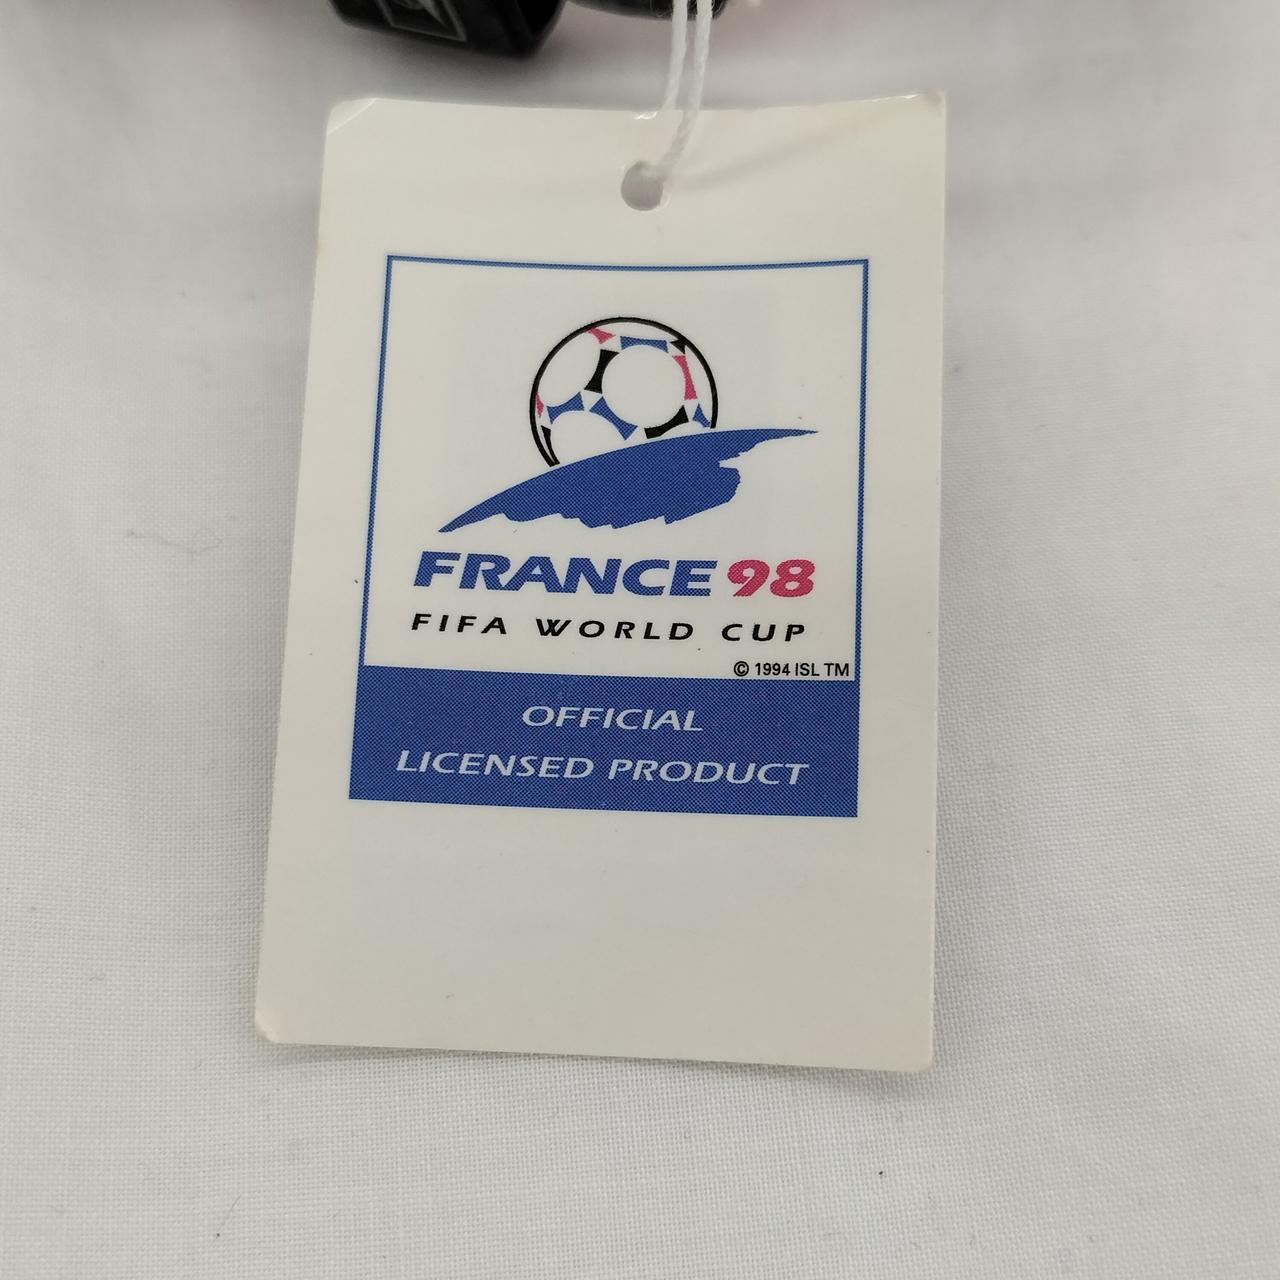 FRANCE 98
FIFA WORLD CUP
© 1994 ISL TM
OFFICIAL
LICENSED PRODUCT